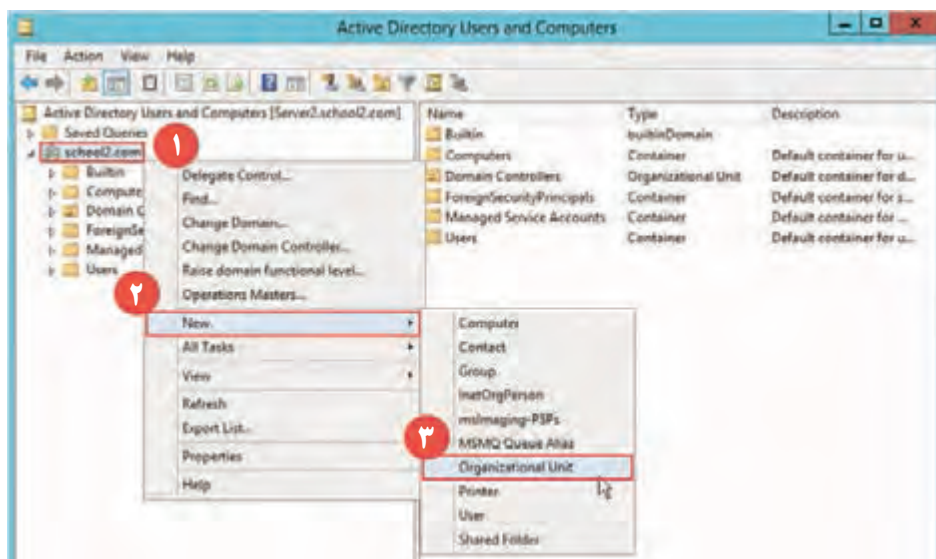 Active Directory Users and Computers
File Action View Help
Active Directory Users and Computers [Server2.school2.com]
Saved Queries
school2.com
Builtin
Compute
Domain C
ForeignSe
Managed
Users
Name Type Description
Builtin builtinDomain
Computers Container Default container for u...
Domain Controllers Organizational Unit Default container for d...
ForeignSecurityPrincipals Container Default container for s...
Managed Service Accounts Container Default container for ...
Users Container Default container for u...
۱
Delegate Control...
Find...
Change Domain...
Change Domain Controller...
Raise domain functional level...
Operations Masters...
۲
New
All Tasks
View
Refresh
Export List...
Properties
Help
Computer
Contact
Group
InetOrgPerson
msImaging-PSPs
MSMQ Queue Alias
۳
Organizational Unit
Printer
User
Shared Folder